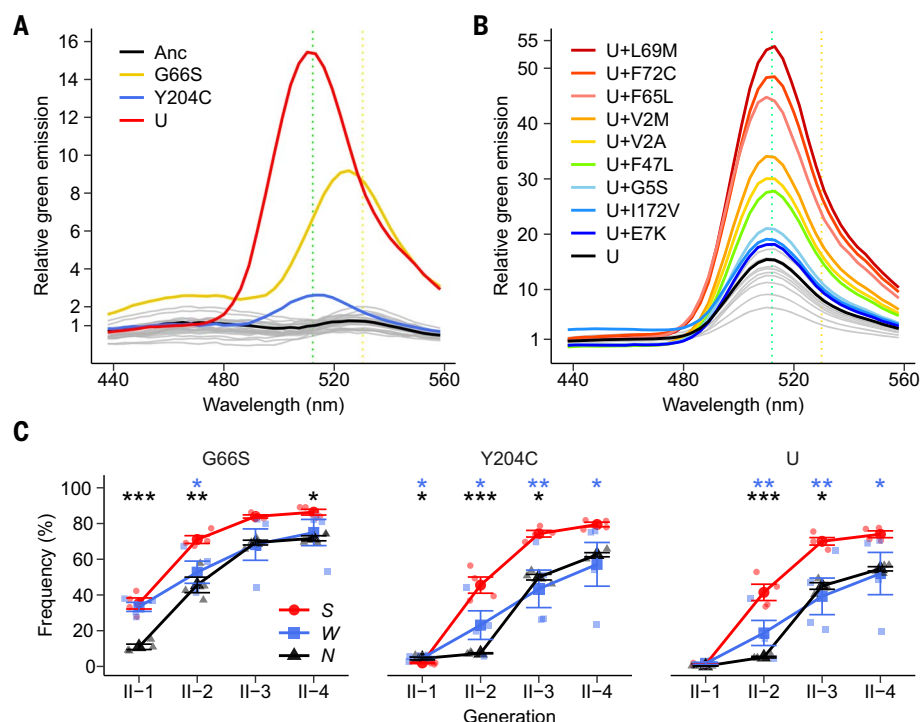 A
Relative green emission
16
14
12
10
8
6
4
2
1
Anc
G66S
Y204C
U
440
480
520
560
Wavelength (nm)
B
Relative green emission
55
50
40
30
20
10
1
U+L69M
U+F72C
U+F65L
U+V2M
U+V2A
U+F47L
U+G5S
U+I172V
U+E7K
U
440
480
520
560
Wavelength (nm)
C
G66S
Y204C
U
Frequency (%)
100
80
60
40
20
0
***
*
**
*
S
W
N
*
*
*
***
**
*
*
**
***
**
*
*
II−1 II−2 II−3 II−4
II−1 II−2 II−3 II−4
II−1 II−2 II−3 II−4
Generation